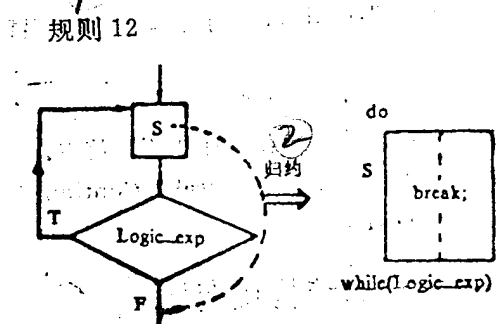 规则 12
S
②
归约
T
Logic_exp
F
do
S
break;
while(Logic_exp)